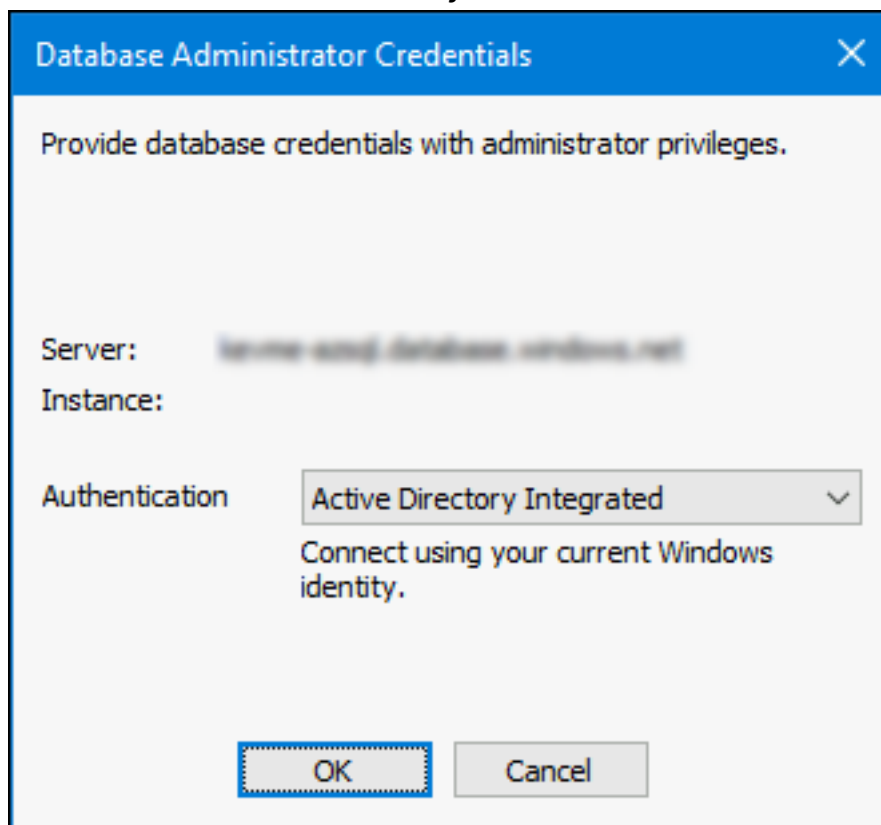 Database Administrator Credentials
Provide database credentials with administrator privileges.
Server:
Instance:
Authentication
Active Directory Integrated
Connect using your current Windows
identity.
OK
Cancel